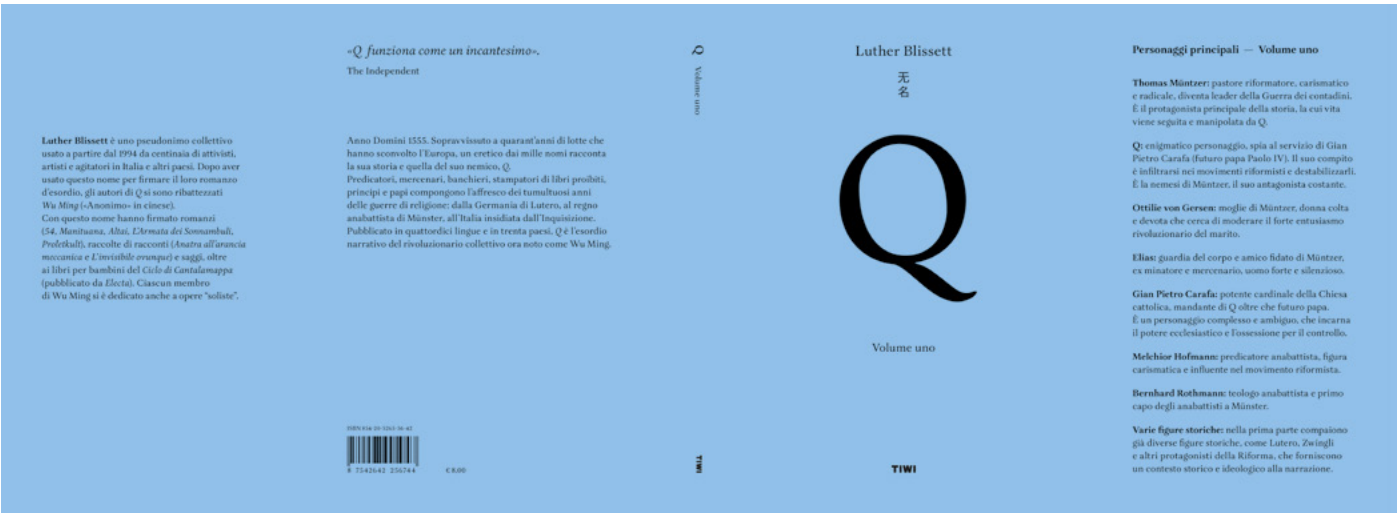 Luther Blissett è uno pseudonimo collettivo
usato a partire dal 1994 da centinaia di attivisti,
artisti e agitatori in Italia e altri paesi. Dopo aver
usato questo nome per firmare il loro romanzo
d'esordio, gli autori di Q si sono ribattezzati
Wu Ming («Anonimo» in cinese).
Con questo nome hanno firmato romanzi
(54, Manituana, Altai, L'Armata dei Sonnambuli,
Proletkult), raccolte di racconti (Anatra all'arancia
meccanica e L'invisibile ovunque) e saggi, oltre
ai libri per bambini del Ciclo di Cantalamappa
(pubblicato da Electa). Ciascun membro
di Wu Ming si è dedicato anche a opere "soliste".
«Q funziona come un incantesimo».
The Independent
Anno Domini 1555. Sopravvissuto a quarant'anni di lotte che
hanno sconvolto l'Europa, un eretico dai mille nomi racconta
la sua storia e quella del suo nemico, Q.
Predicatori, mercenari, banchieri, stampatori di libri proibiti,
principi e papi compongono l'affresco dei tumultuosi anni
delle guerre di religione: dalla Germania di Lutero, al regno
anabattista di Münster, all'Italia insidiata dall'Inquisizione.
Pubblicato in quattordici lingue e in trenta paesi, Q è l'esordio
narrativo del rivoluzionario collettivo ora noto come Wu Ming.
ISBN
8 7542642 256744
€ 8,00
Q
Volume uno
TIWI
Luther Blissett
无
名
Q
Volume uno
TIWI
Personaggi principali — Volume uno
Thomas Müntzer: pastore riformatore, carismatico
e radicale, diventa leader della Guerra dei contadini.
È il protagonista principale della storia, la cui vita
viene seguita e manipolata da Q.
Q: enigmatico personaggio, spia al servizio di Gian
Pietro Carafa (futuro papa Paolo IV). Il suo compito
è infiltrarsi nei movimenti riformisti e destabilizzarli.
È la nemesi di Müntzer, il suo antagonista costante.
Ottilie von Gersen: moglie di Müntzer, donna colta
e devota che cerca di moderare il forte entusiasmo
rivoluzionario del marito.
Elias: guardia del corpo e amico fidato di Müntzer,
ex minatore e mercenario, uomo forte e silenzioso.
Gian Pietro Carafa: potente cardinale della Chiesa
cattolica, mandante di Q oltre che futuro papa.
È un personaggio complesso e ambiguo, che incarna
il potere ecclesiastico e l'ossessione per il controllo.
Melchior Hofmann: predicatore anabattista, figura
carismatica e influente nel movimento riformista.
Bernhard Rothmann: teologo anabattista e primo
capo degli anabattisti a Münster.
Varie figure storiche: nella prima parte compaiono
già diverse figure storiche, come Lutero, Zwingli
e altri protagonisti della Riforma, che forniscono
un contesto storico e ideologico alla narrazione.